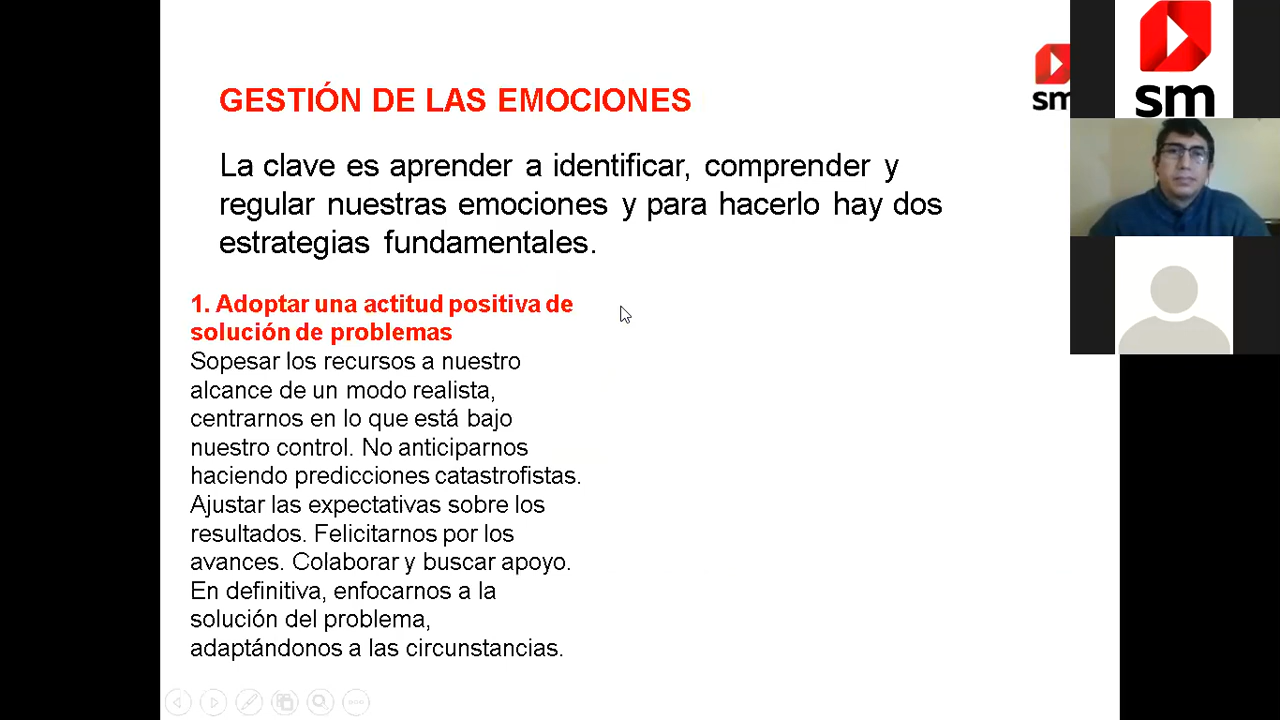 GESTIÓN DE LAS EMOCIONES
La clave es aprender a identificar, comprender y
regular nuestras emociones y para hacerlo hay dos
estrategias fundamentales.
1. Adoptar una actitud positiva de
solución de problemas
Sopesar los recursos a nuestro
alcance de un modo realista,
centrarnos en lo que está bajo
nuestro control. No anticiparnos
haciendo predicciones catastrofistas.
Ajustar las expectativas sobre los
resultados. Felicitarnos por los
avances. Colaborar y buscar apoyo.
En definitiva, enfocarnos a la
solución del problema,
adaptándonos a las circunstancias.
sm
sm